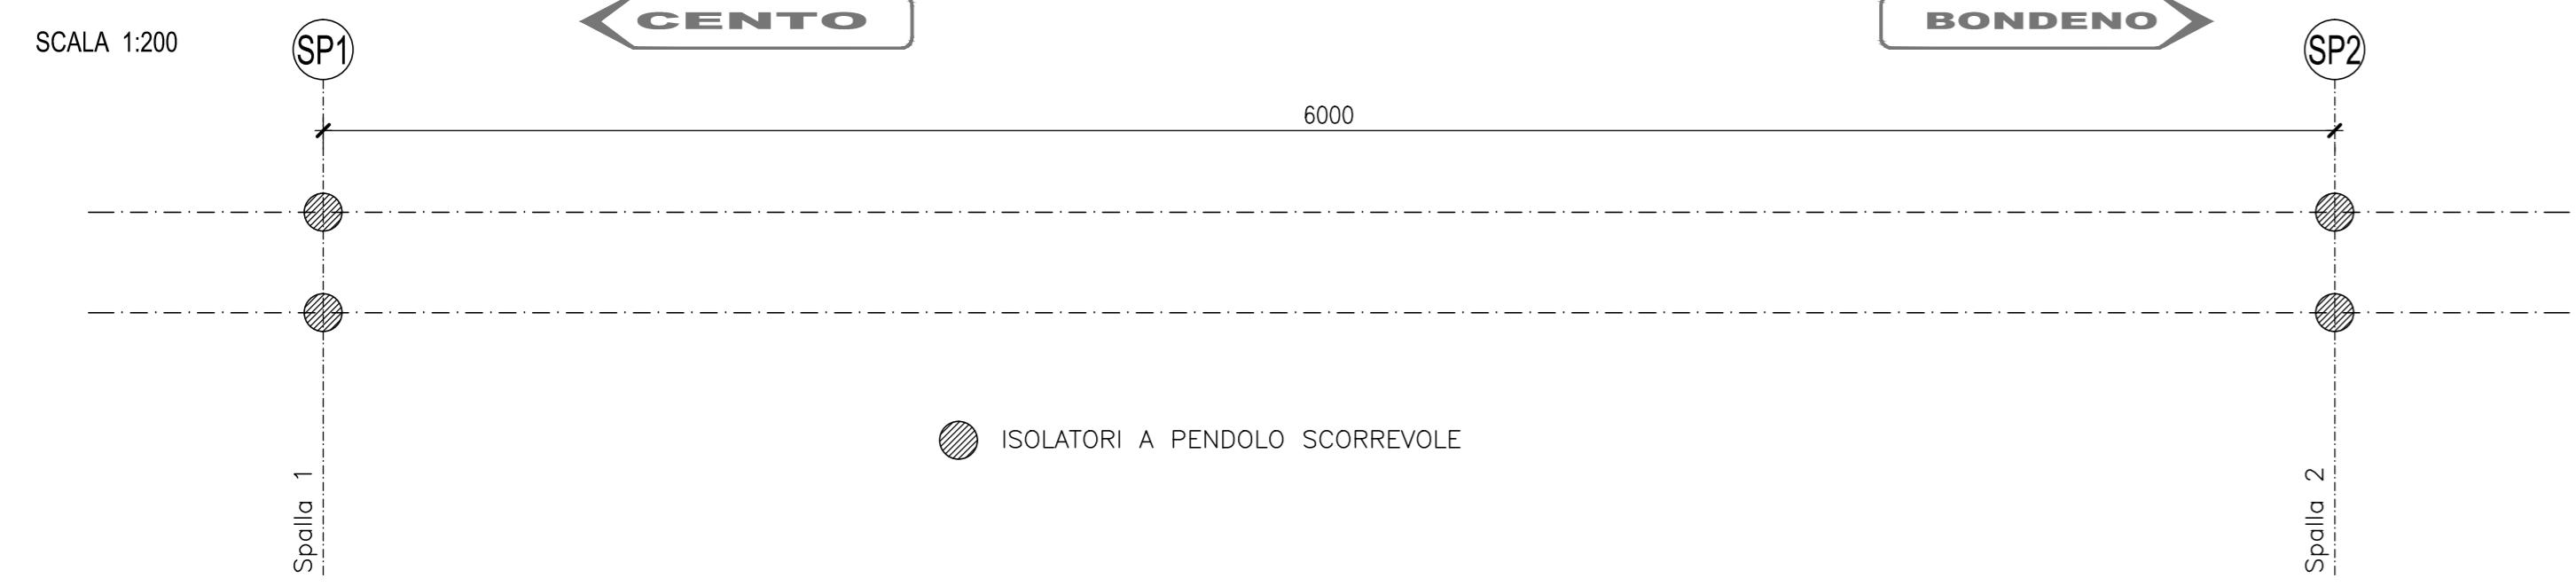 CENTO
BONDENO
SCALA 1:200
SP1
SP2
6000
ISOLATORI A PENDOLO SCORREVOLE
Spalla 1
Spalla 2